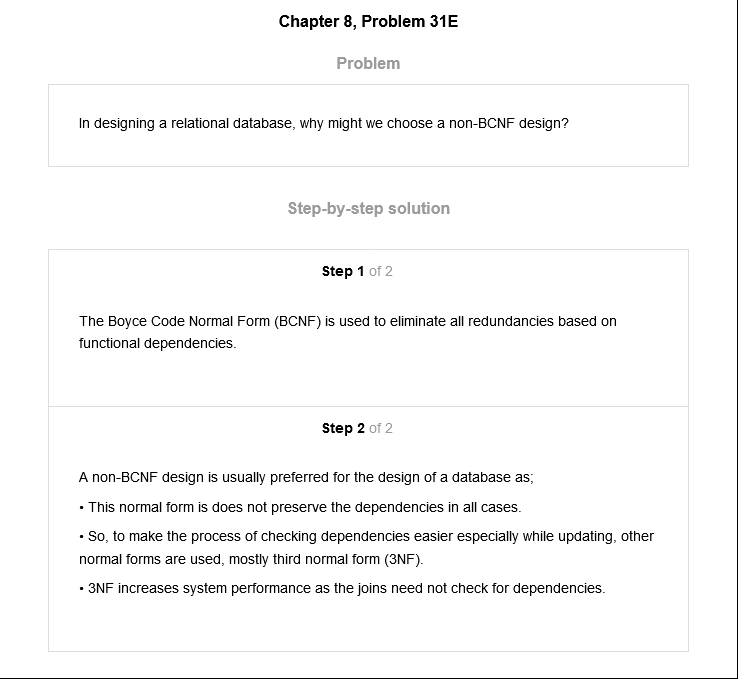 Chapter 8, Problem 31E
Problem
In designing a relational database, why might we choose a non-BCNF design?
Step-by-step solution
Step 1 of 2
The Boyce Code Normal Form (BCNF) is used to eliminate all redundancies based on
functional dependencies.
Step 2 of 2
A non-BCNF design is usually preferred for the design of a database as;
• This normal form is does not preserve the dependencies in all cases.
• So, to make the process of checking dependencies easier especially while updating, other
normal forms are used, mostly third normal form (3NF).
• 3NF increases system performance as the joins need not check for dependencies.